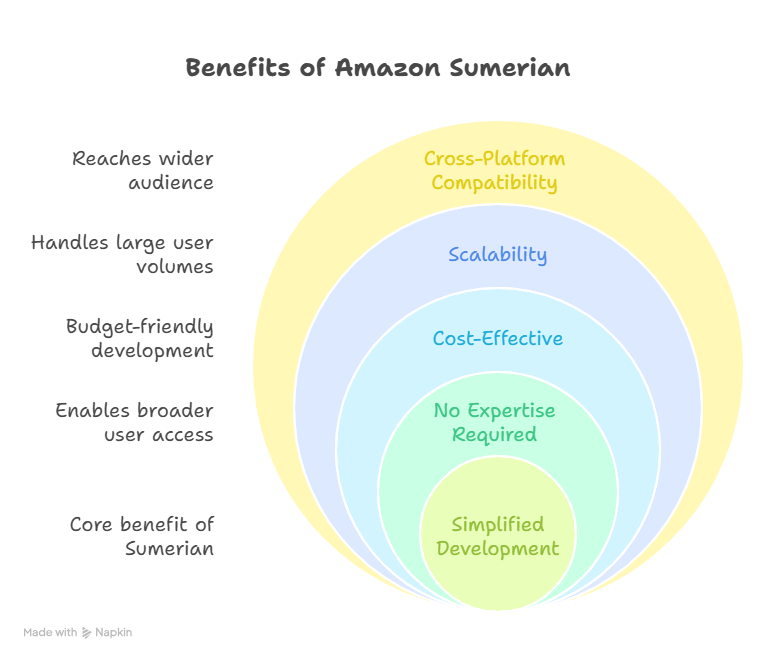 Benefits of Amazon Sumerian
Reaches wider
audience
Cross-Platform
Compatibility
Handles large user
volumes
Scalability
Budget-friendly
development
Cost-Effective
Enables broader
user access
No Expertise
Required
Core benefit of
Sumerian
Simplified
Development
Made with Napkin